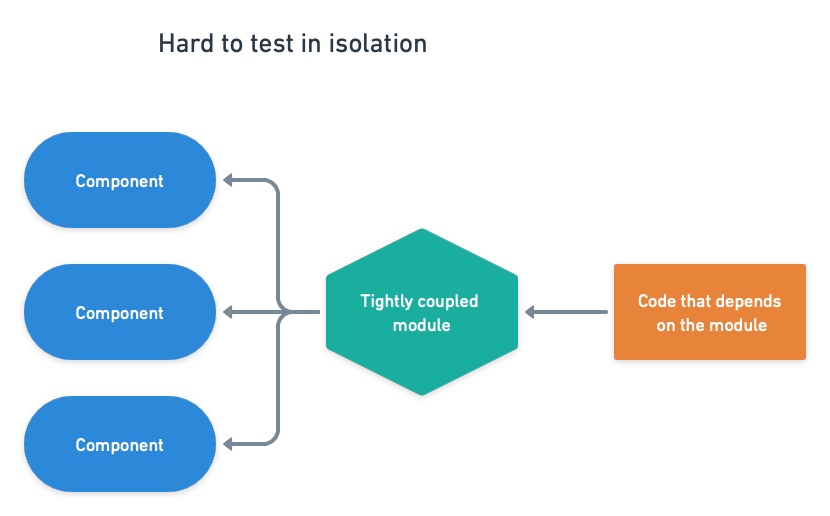 Hard to test in isolation
Component
Component
Component
Tightly coupled
module
Code that depends
on the module